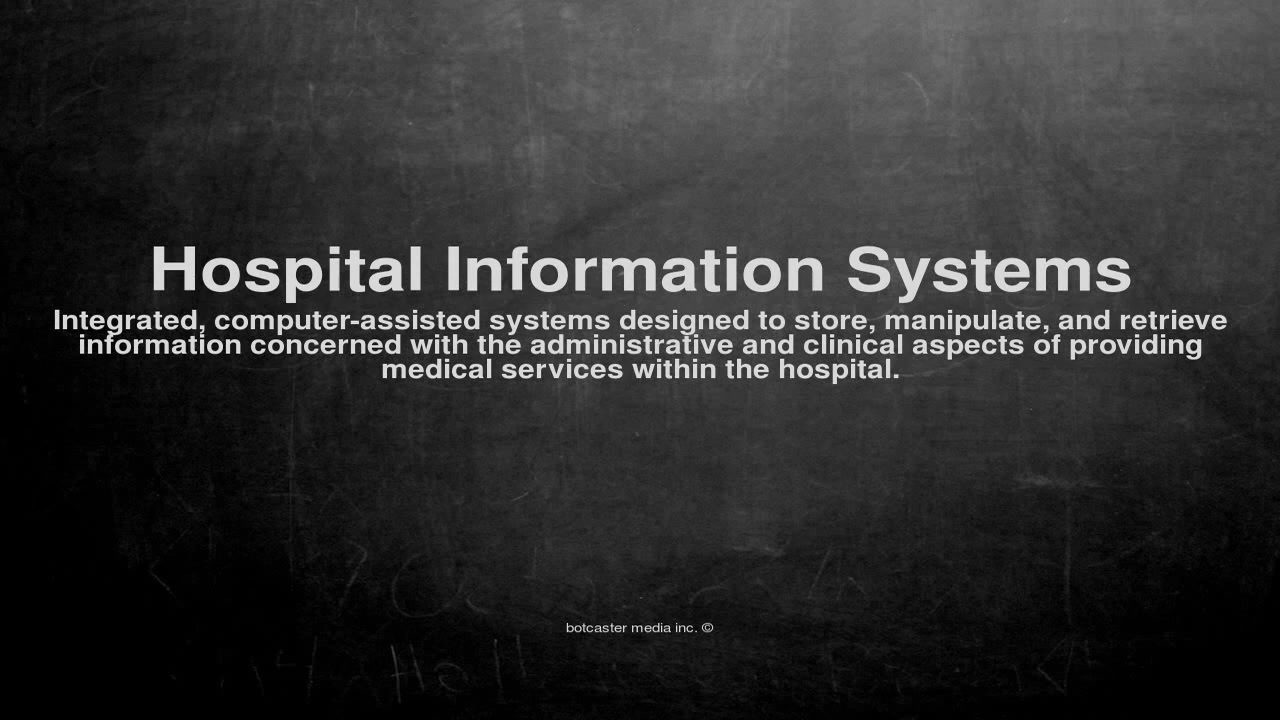 Hospital Information Systems
Integrated, computer-assisted systems designed to store, manipulate, and retrieve
information concerned with the administrative and clinical aspects of providing
medical services within the hospital.
botcaster media inc. ©